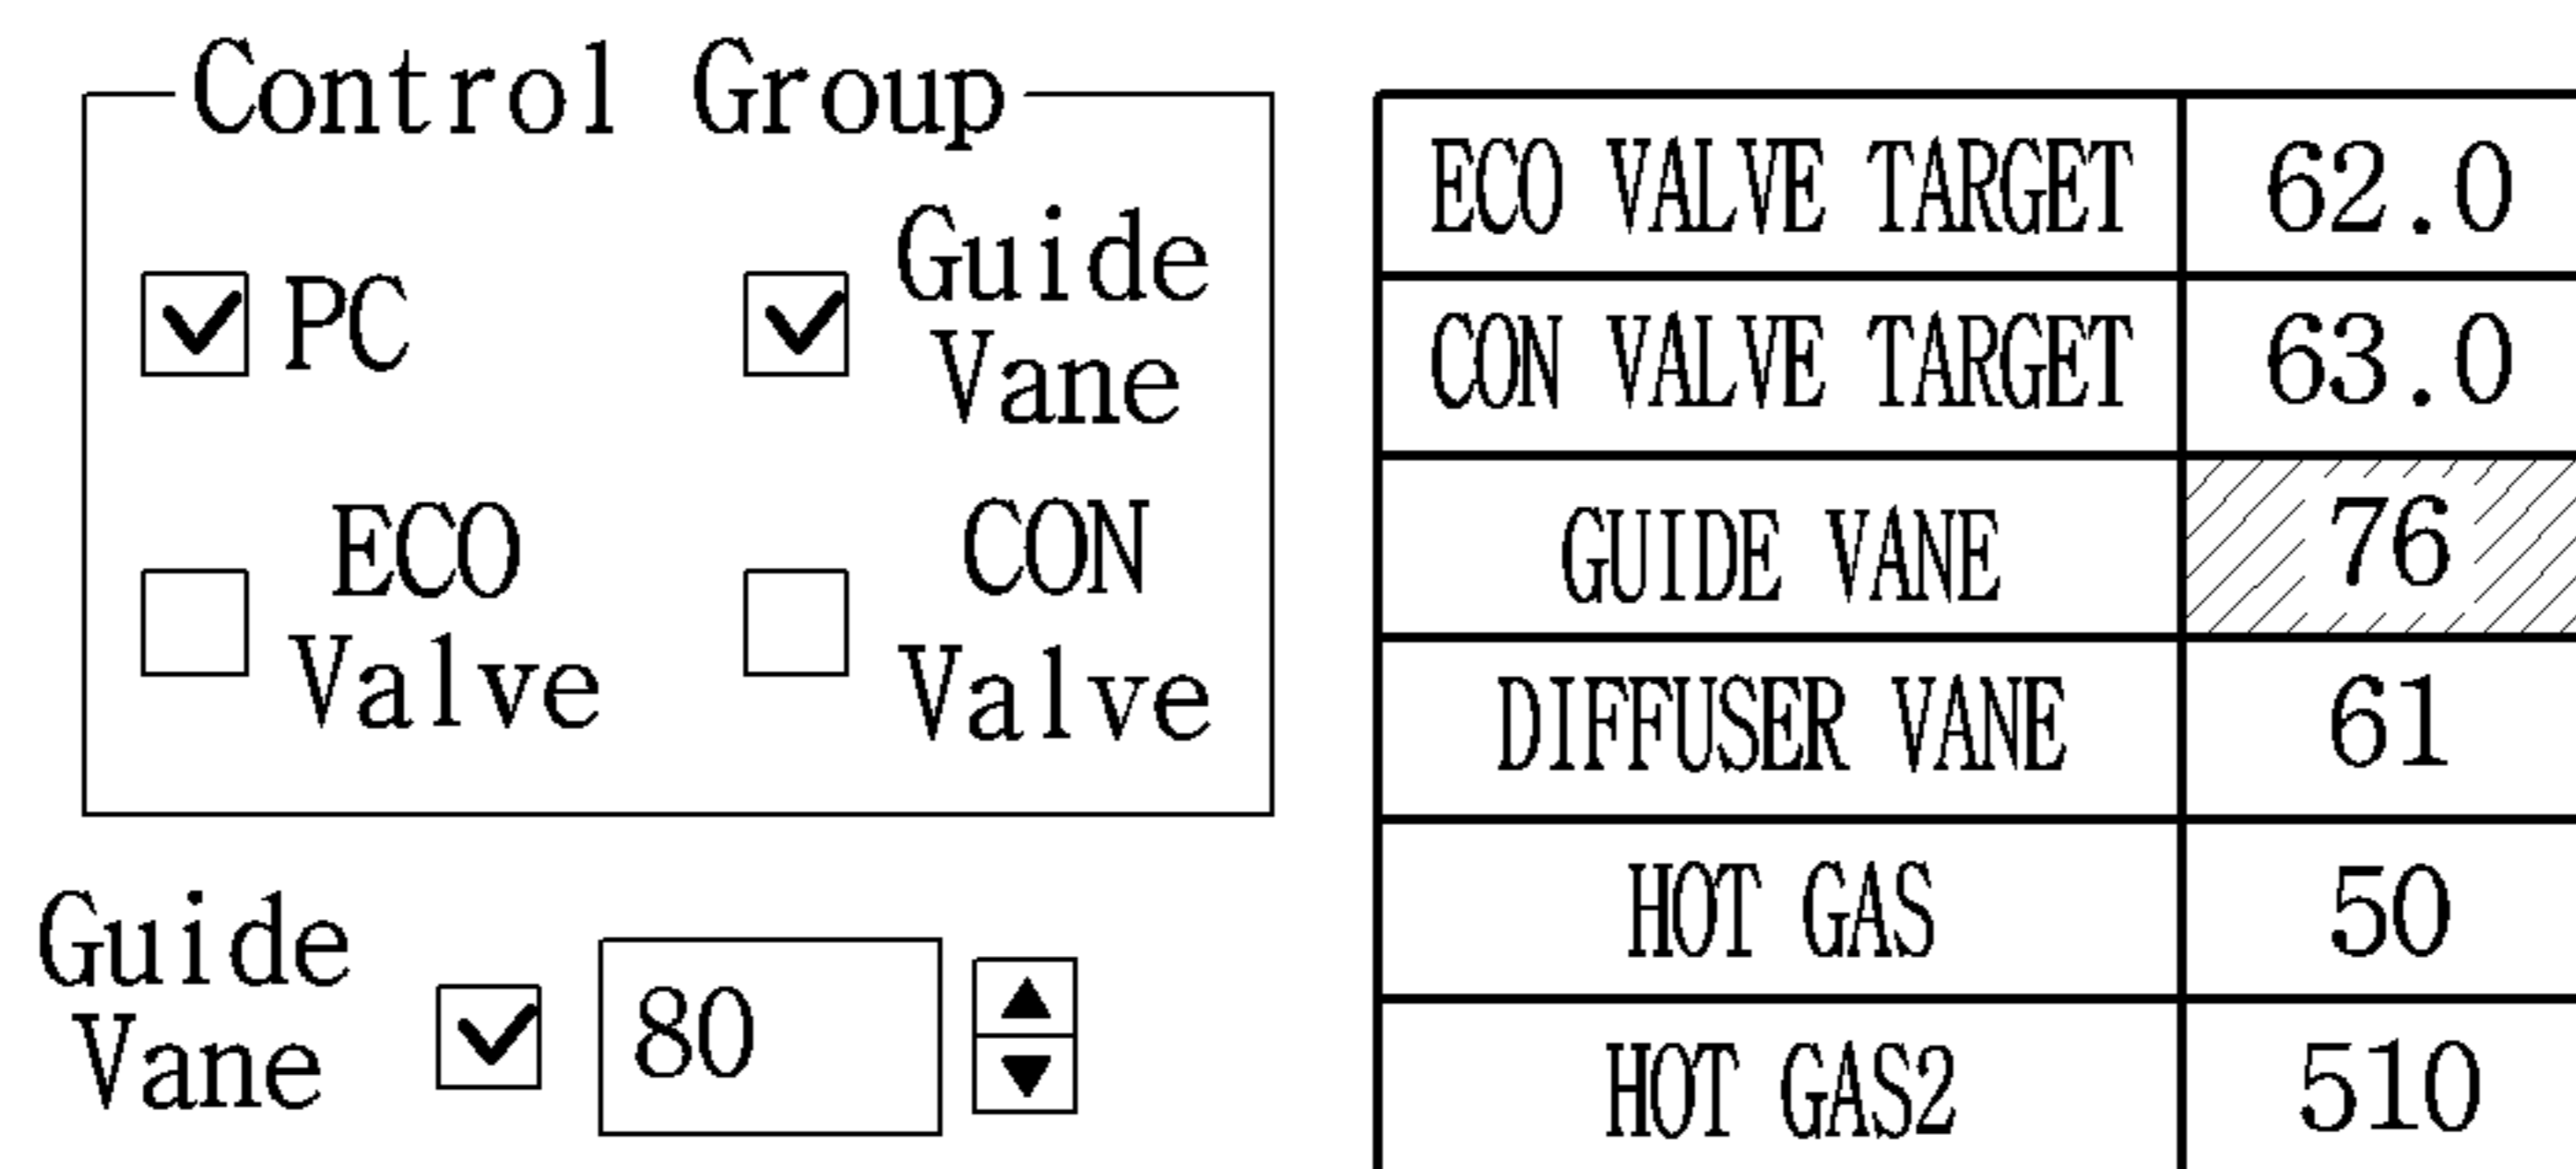 Control Group
PC
Guide
Vane
ECO
Valve
CON
Valve
Guide
Vane
80
ECO VALVE TARGET 62.0
CON VALVE TARGET 63.0
GUIDE VANE 76
DIFFUSER VANE 61
HOT GAS 50
HOT GAS2 510